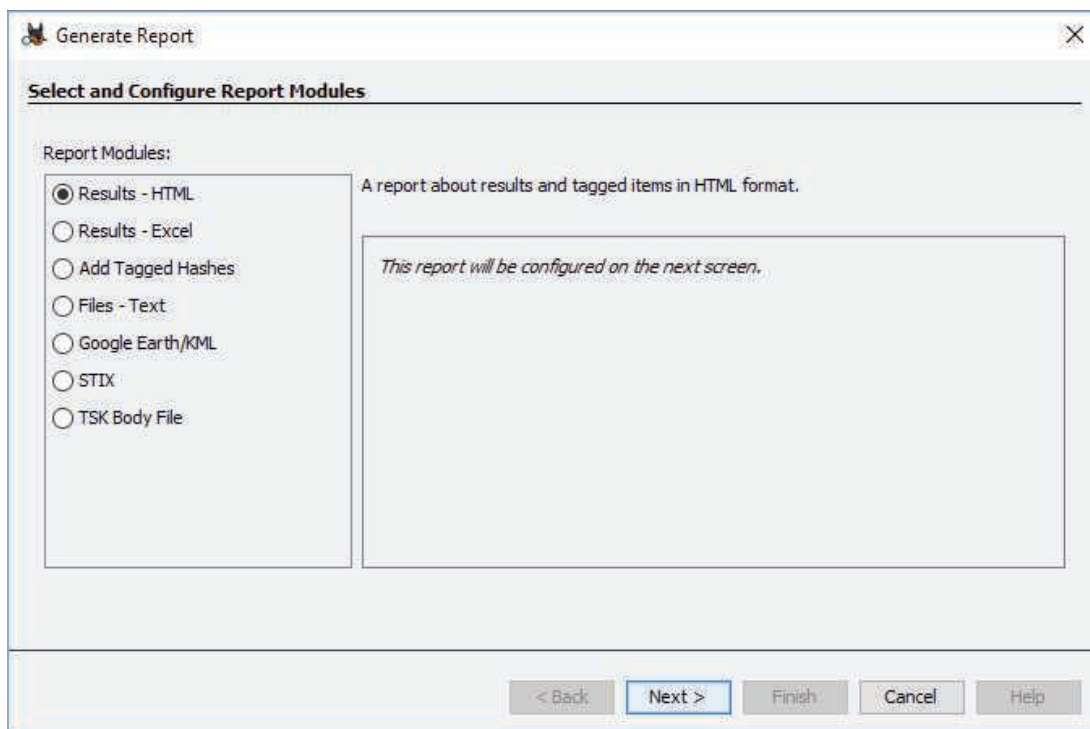 Generate Report
Select and Configure Report Modules
Report Modules:
Results - HTML
Results - Excel
Add Tagged Hashes
Files - Text
Google Earth/KML
STIX
TSK Body File
A report about results and tagged items in HTML format.
This report will be configured on the next screen.
< Back
Next >
Finish
Cancel
Help